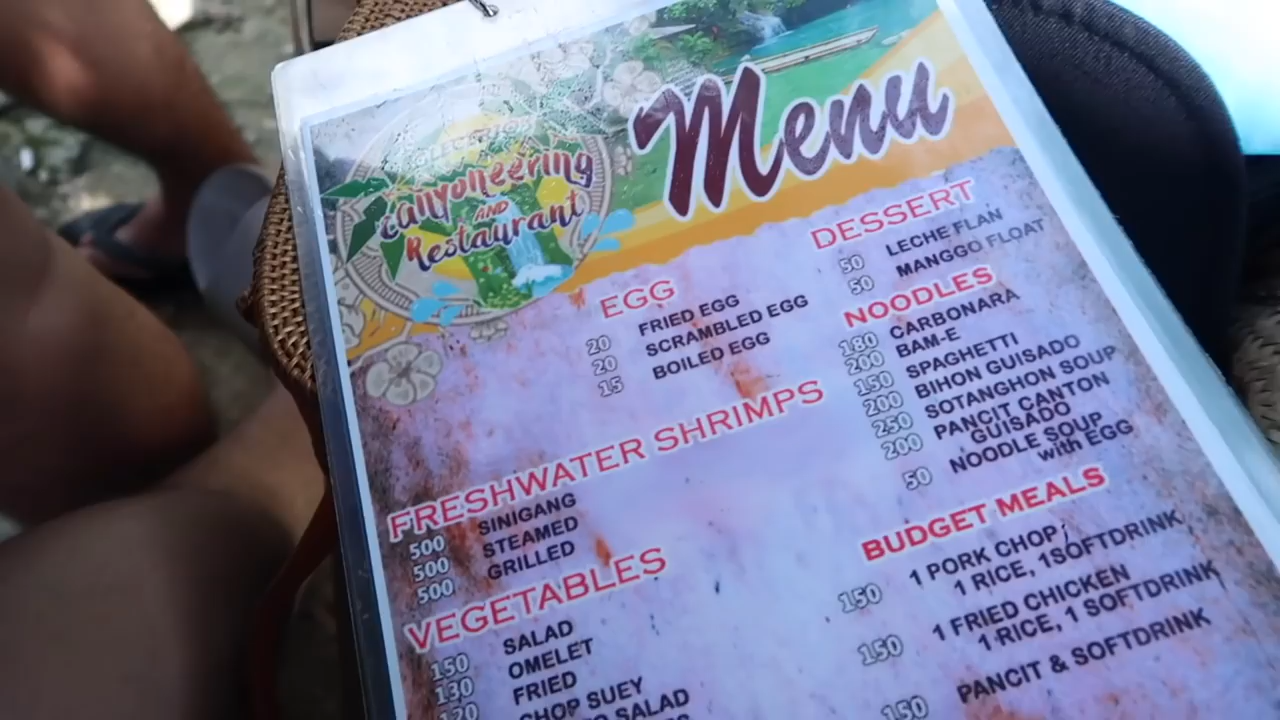 Canyoneering
AND
Restaurant
Menu
EGG
20 FRIED EGG
20 SCRAMBLED EGG
15 BOILED EGG
FRESHWATER SHRIMPS
500 SINIGANG
500 STEAMED
500 GRILLED
VEGETABLES
150 SALAD
130 OMELET
120 FRIED
CHOP SUEY
SALAD
DESSERT
50 LECHE FLAN
50 MANGGO FLOAT
NOODLES
180 CARBONARA
200 BAM-E
150 SPAGHETTI
200 BIHON GUISADO
250 SOTANGHON SOUP
200 PANCIT CANTON
GUISADO
50 NOODLE SOUP
with EGG
BUDGET MEALS
150 1 PORK CHOP,
1 RICE, 1SOFTDRINK
150 1 FRIED CHICKEN
1 RICE, 1 SOFTDRINK
150 PANCIT & SOFTDRINK